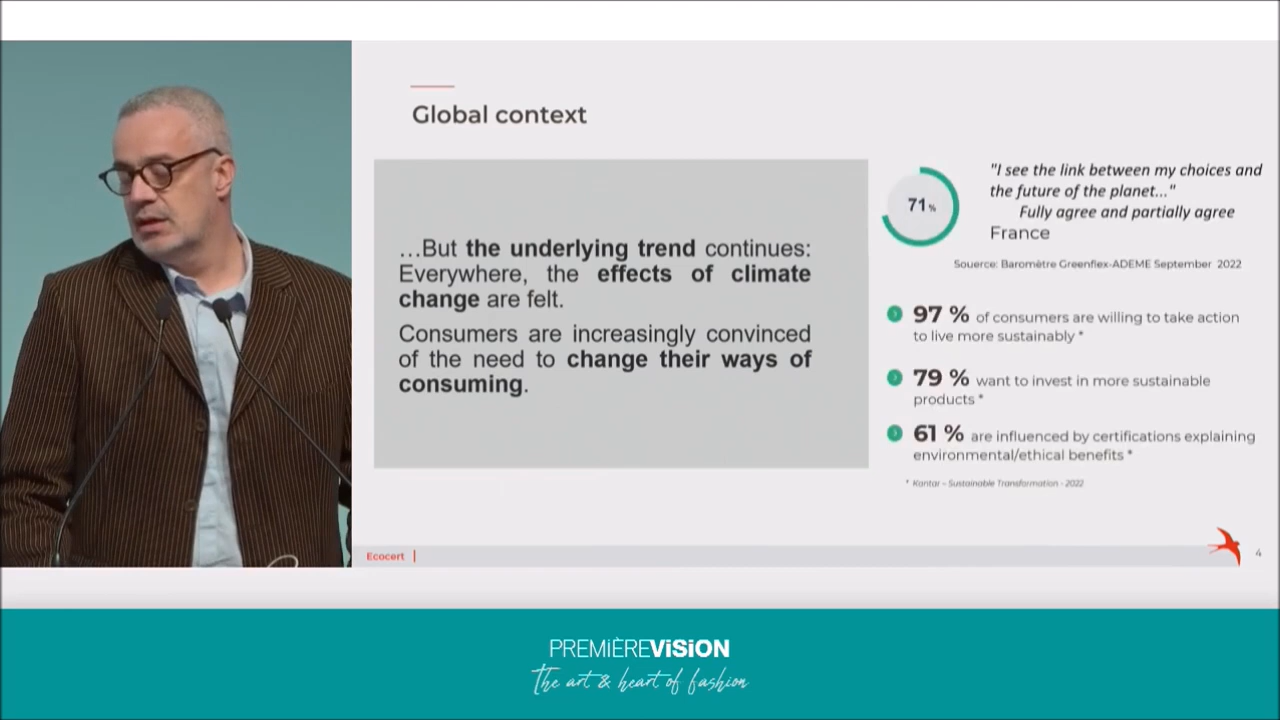 Global context
…But the underlying trend continues:
Everywhere, the effects of climate
change are felt.
Consumers are increasingly convinced
of the need to change their ways of
consuming.
71%
"I see the link between my choices and
the future of the planet..."
Fully agree and partially agree
France
Souerce: Baromètre Greenflex-ADEME September 2022
97 % of consumers are willing to take action
to live more sustainably *
79 % want to invest in more sustainable
products *
61 % are influenced by certifications explaining
environmental/ethical benefits *
* Kantar – Sustainable Transformation - 2022
Ecocert |
4
PREMIÈREVISION
The art & heart of fashion